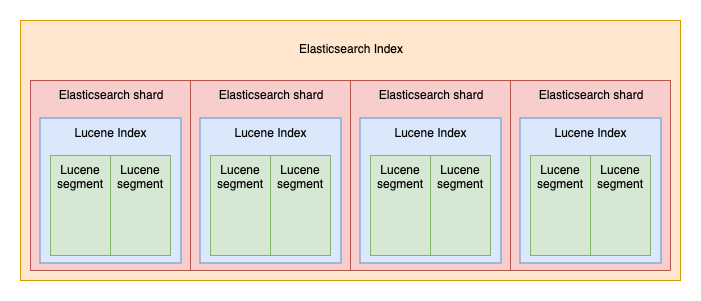 Elasticsearch Index
Elasticsearch shard
Elasticsearch shard
Elasticsearch shard
Elasticsearch shard
Lucene Index
Lucene Index
Lucene Index
Lucene Index
Lucene
segment
Lucene
segment
Lucene
segment
Lucene
segment
Lucene
segment
Lucene
segment
Lucene
segment
Lucene
segment